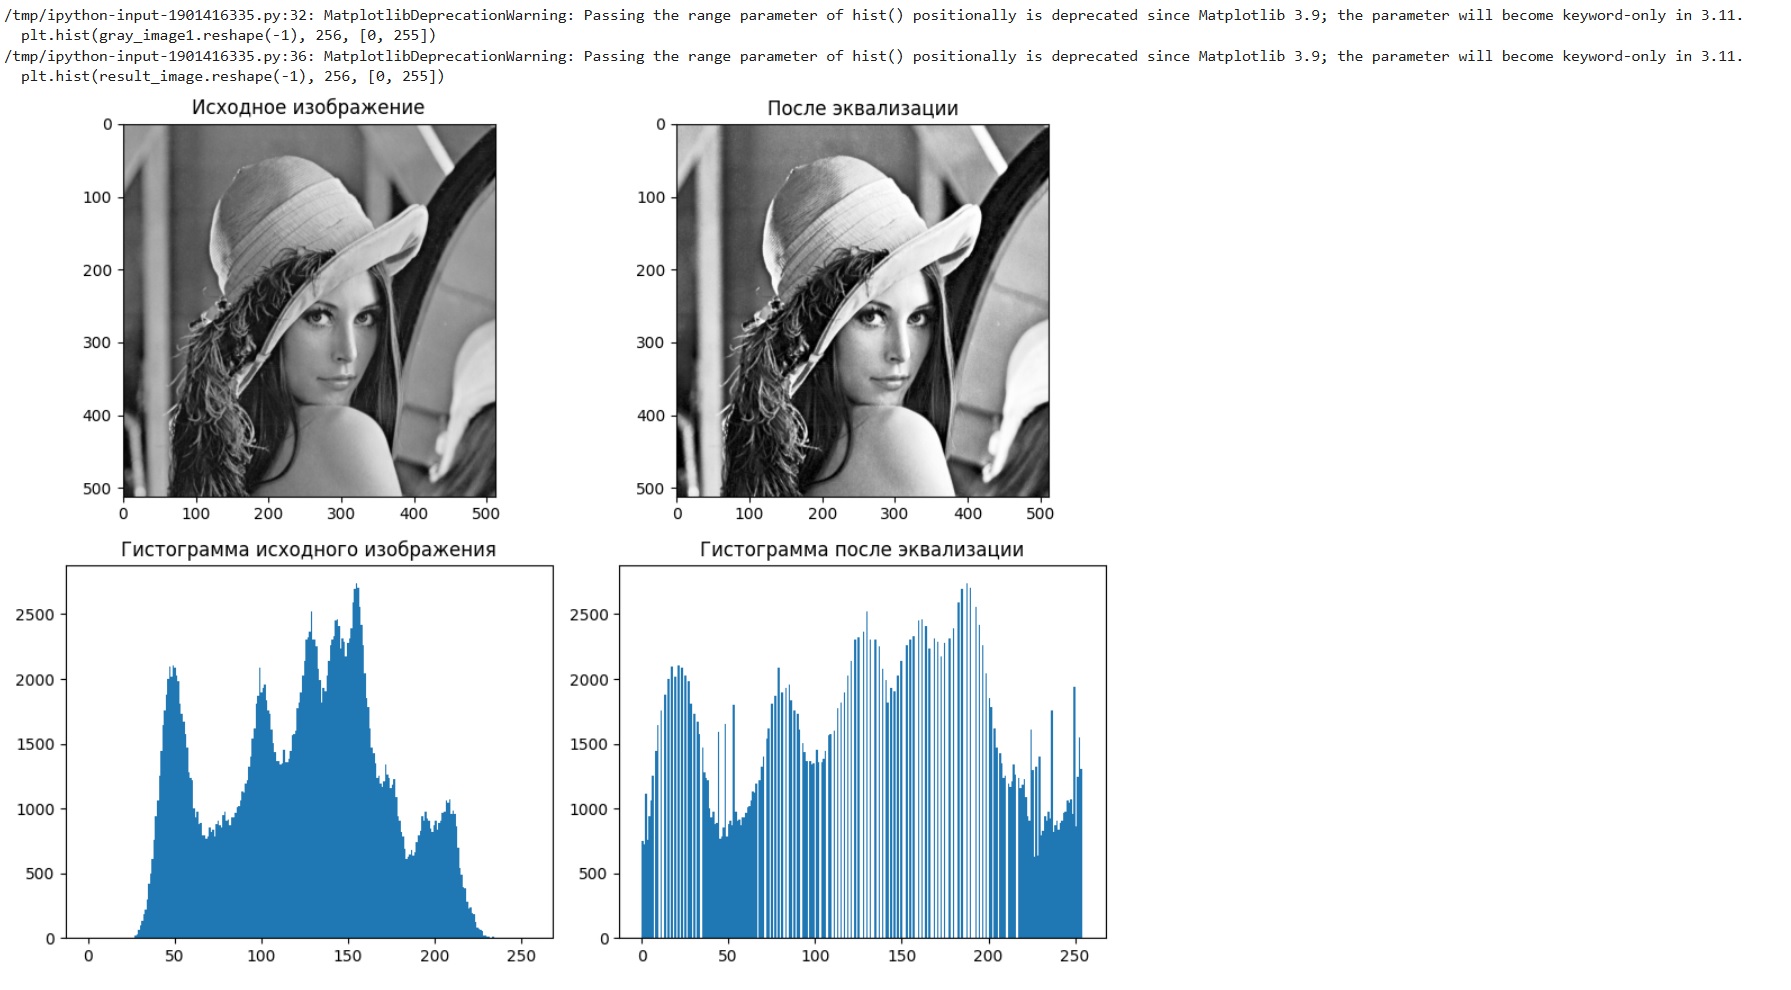 /tmp/ipython-input-1901416335.py:32: MatplotlibDeprecationWarning: Passing the range parameter of hist() positionally is deprecated since Matplotlib 3.9; the parameter will become keyword-only in 3.11.
  plt.hist(gray_image1.reshape(-1), 256, [0, 255])
/tmp/ipython-input-1901416335.py:36: MatplotlibDeprecationWarning: Passing the range parameter of hist() positionally is deprecated since Matplotlib 3.9; the parameter will become keyword-only in 3.11.
  plt.hist(result_image.reshape(-1), 256, [0, 255])
Исходное изображение
0
100
200
300
400
500
0 100 200 300 400 500
После эквализации
0
100
200
300
400
500
0 100 200 300 400 500
Гистограмма исходного изображения
2500
2000
1500
1000
500
0
0 50 100 150 200 250
Гистограмма после эквализации
2500
2000
1500
1000
500
0
0 50 100 150 200 250